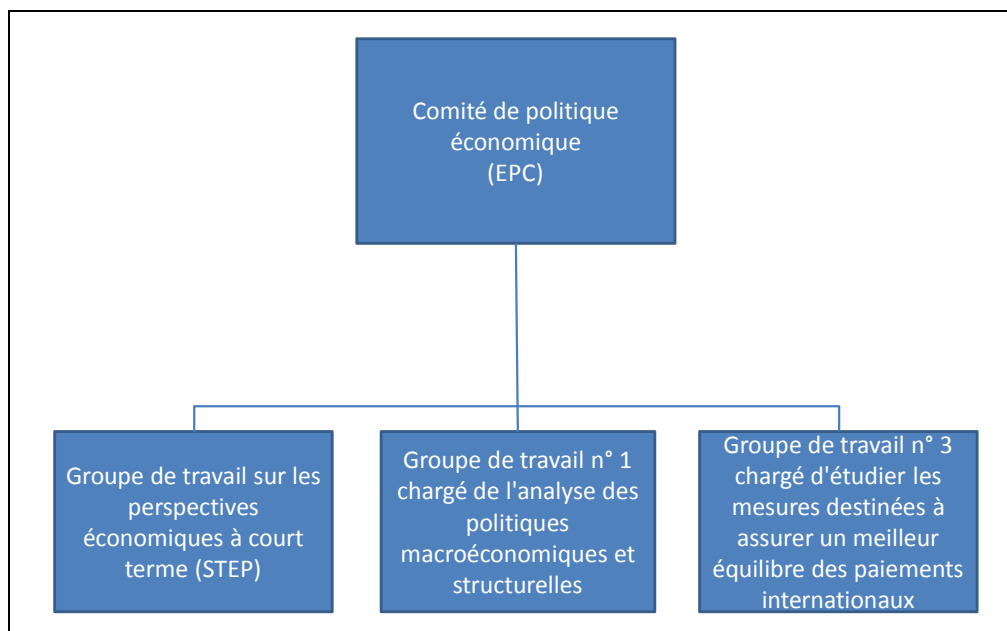 Comité de politique
économique
(EPC)
Groupe de travail sur les
perspectives
économiques à court
terme (STEP)
Groupe de travail n° 1
chargé de l'analyse des
politiques
macroéconomiques et
structurelles
Groupe de travail n° 3
chargé d'étudier les
mesures destinées à
assurer un meilleur
équilibre des paiements
internationaux